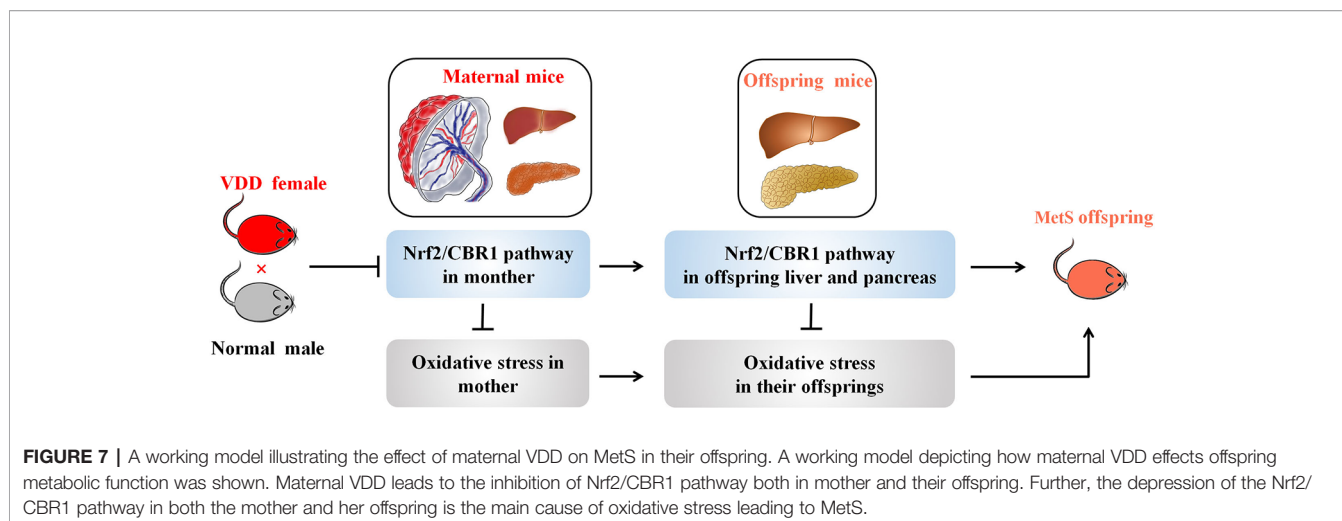 Maternal mice
Offspring mice
VDD female
×
Normal male
Nrf2/CBR1 pathway
in monther
Nrf2/CBR1 pathway
in offspring liver and pancreas
MetS offspring
Oxidative stress in
mother
Oxidative stress
in their offsprings
FIGURE 7 | A working model illustrating the effect of maternal VDD on MetS in their offspring. A working model depicting how maternal VDD effects offspring
metabolic function was shown. Maternal VDD leads to the inhibition of Nrf2/CBR1 pathway both in mother and their offspring. Further, the depression of the Nrf2/
CBR1 pathway in both the mother and her offspring is the main cause of oxidative stress leading to MetS.